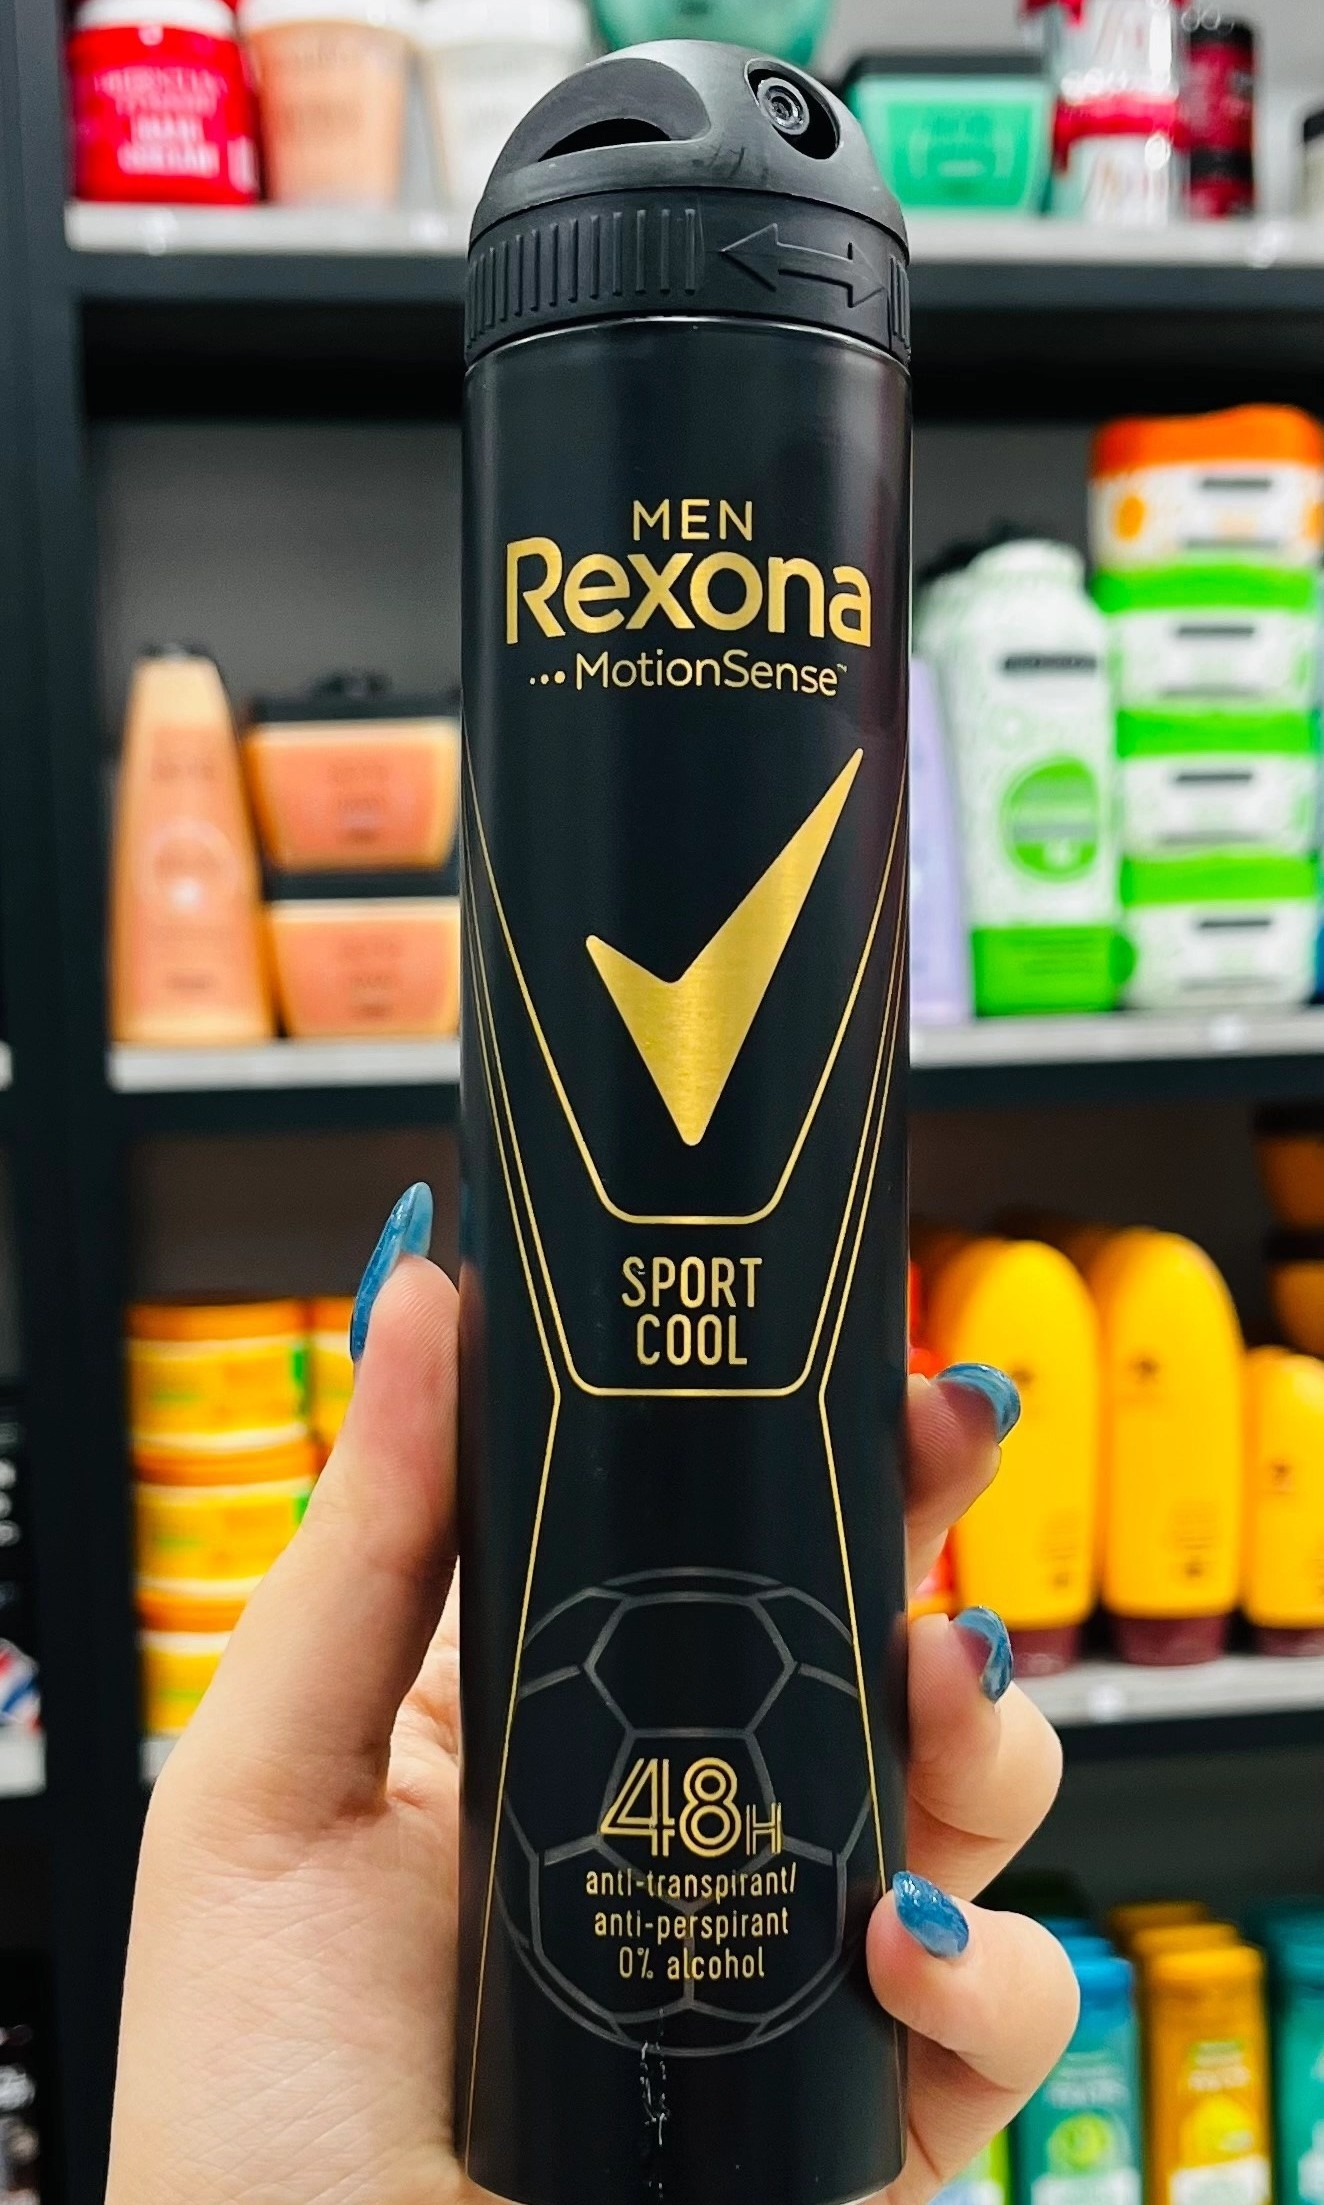 MEN
Rexona
...MotionSense™
SPORT
COOL
48H
anti-transpirant/
anti-perspirant
0% alcohol